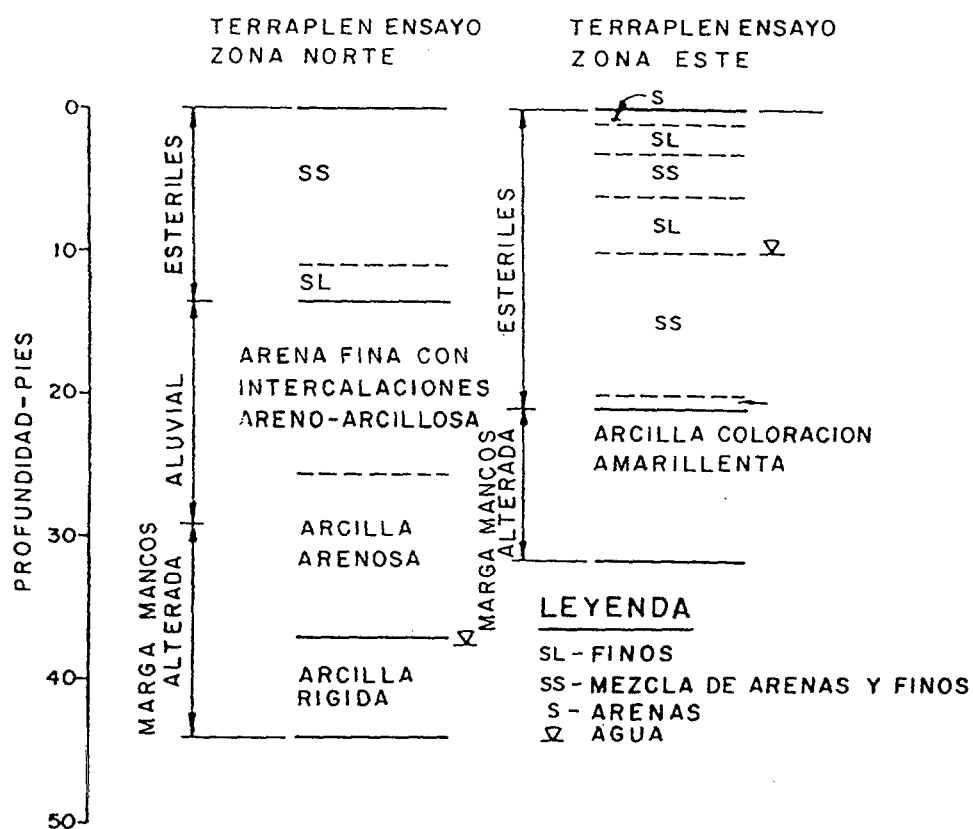 TERRAPLEN ENSAYO
ZONA NORTE
TERRAPLEN ENSAYO
ZONA ESTE
PROFUNDIDAD-PIES
0
10
20
30
40
50
ESTERILES
ALUVIAL
MARGA MANCOS
ALTERADA
SS
SL
ARENA FINA CON
INTERCALACIONES
ARENO-ARCILLOSA
ARCILLA
ARENOSA
ARCILLA
RIGIDA
ESTERILES
MARGA MANCOS
ALTERADA
S
SL
SS
SL
SS
ARCILLA COLORACION
AMARILLENTA
LEYENDA
SL-FINOS
SS-MEZCLA DE ARENAS Y FINOS
S-ARENAS
AGUA